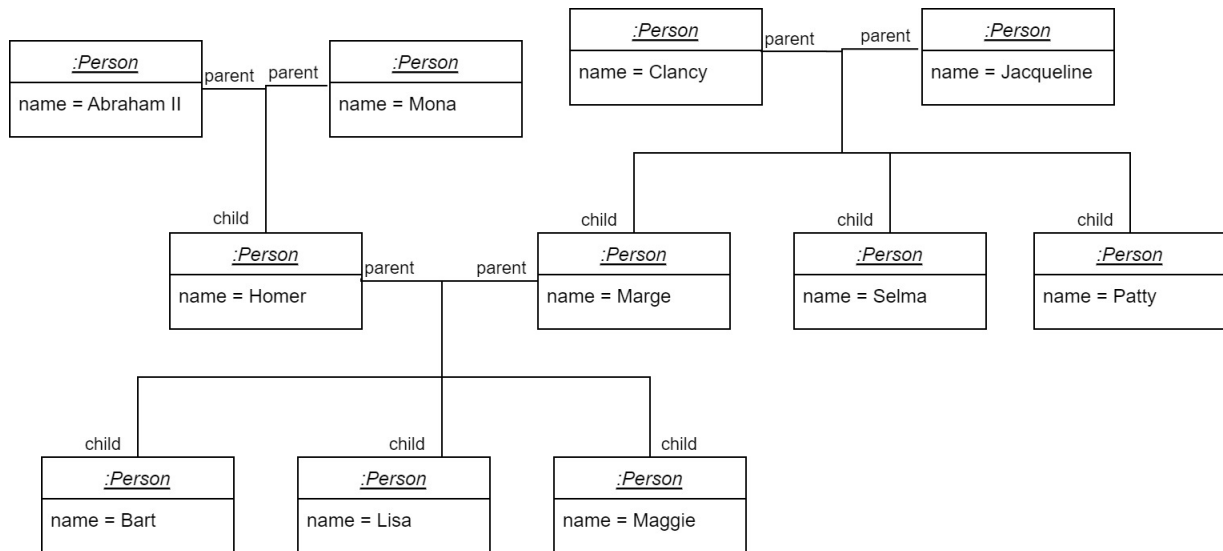 :Person
name = Clancy
parent
parent
:Person
name = Jacqueline
:Person
name = Abraham II
parent
parent
:Person
name = Mona
child
:Person
name = Homer
parent
parent
child
:Person
name = Marge
child
:Person
name = Selma
child
:Person
name = Patty
child
:Person
name = Bart
child
:Person
name = Lisa
child
:Person
name = Maggie